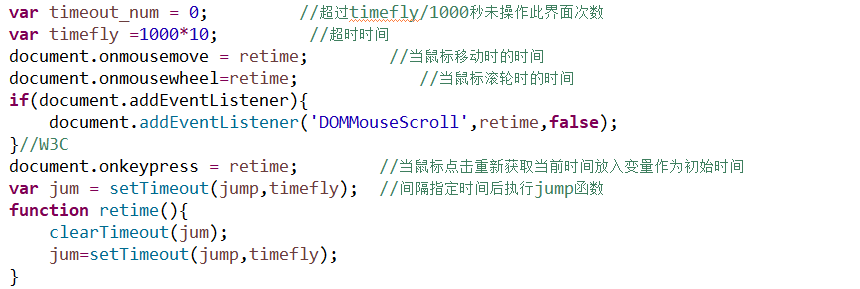 var timeout_num = 0; //超过timefly/1000秒未操作此界面次数
var timefly =1000*10; //超时时间
document.onmousemove = retime; //当鼠标移动时的时间
document.onmousewheel=retime; //当鼠标滚轮时的时间
if(document.addEventListener){
    document.addEventListener('DOMMouseScroll',retime,false);
}//W3C
document.onkeypress = retime; //当鼠标点击重新获取当前时间放入变量作为初始时间
var jum = setTimeout(jump,timefly); //间隔指定时间后执行jump函数
function retime(){
    clearTimeout(jum);
    jum=setTimeout(jump,timefly);
}